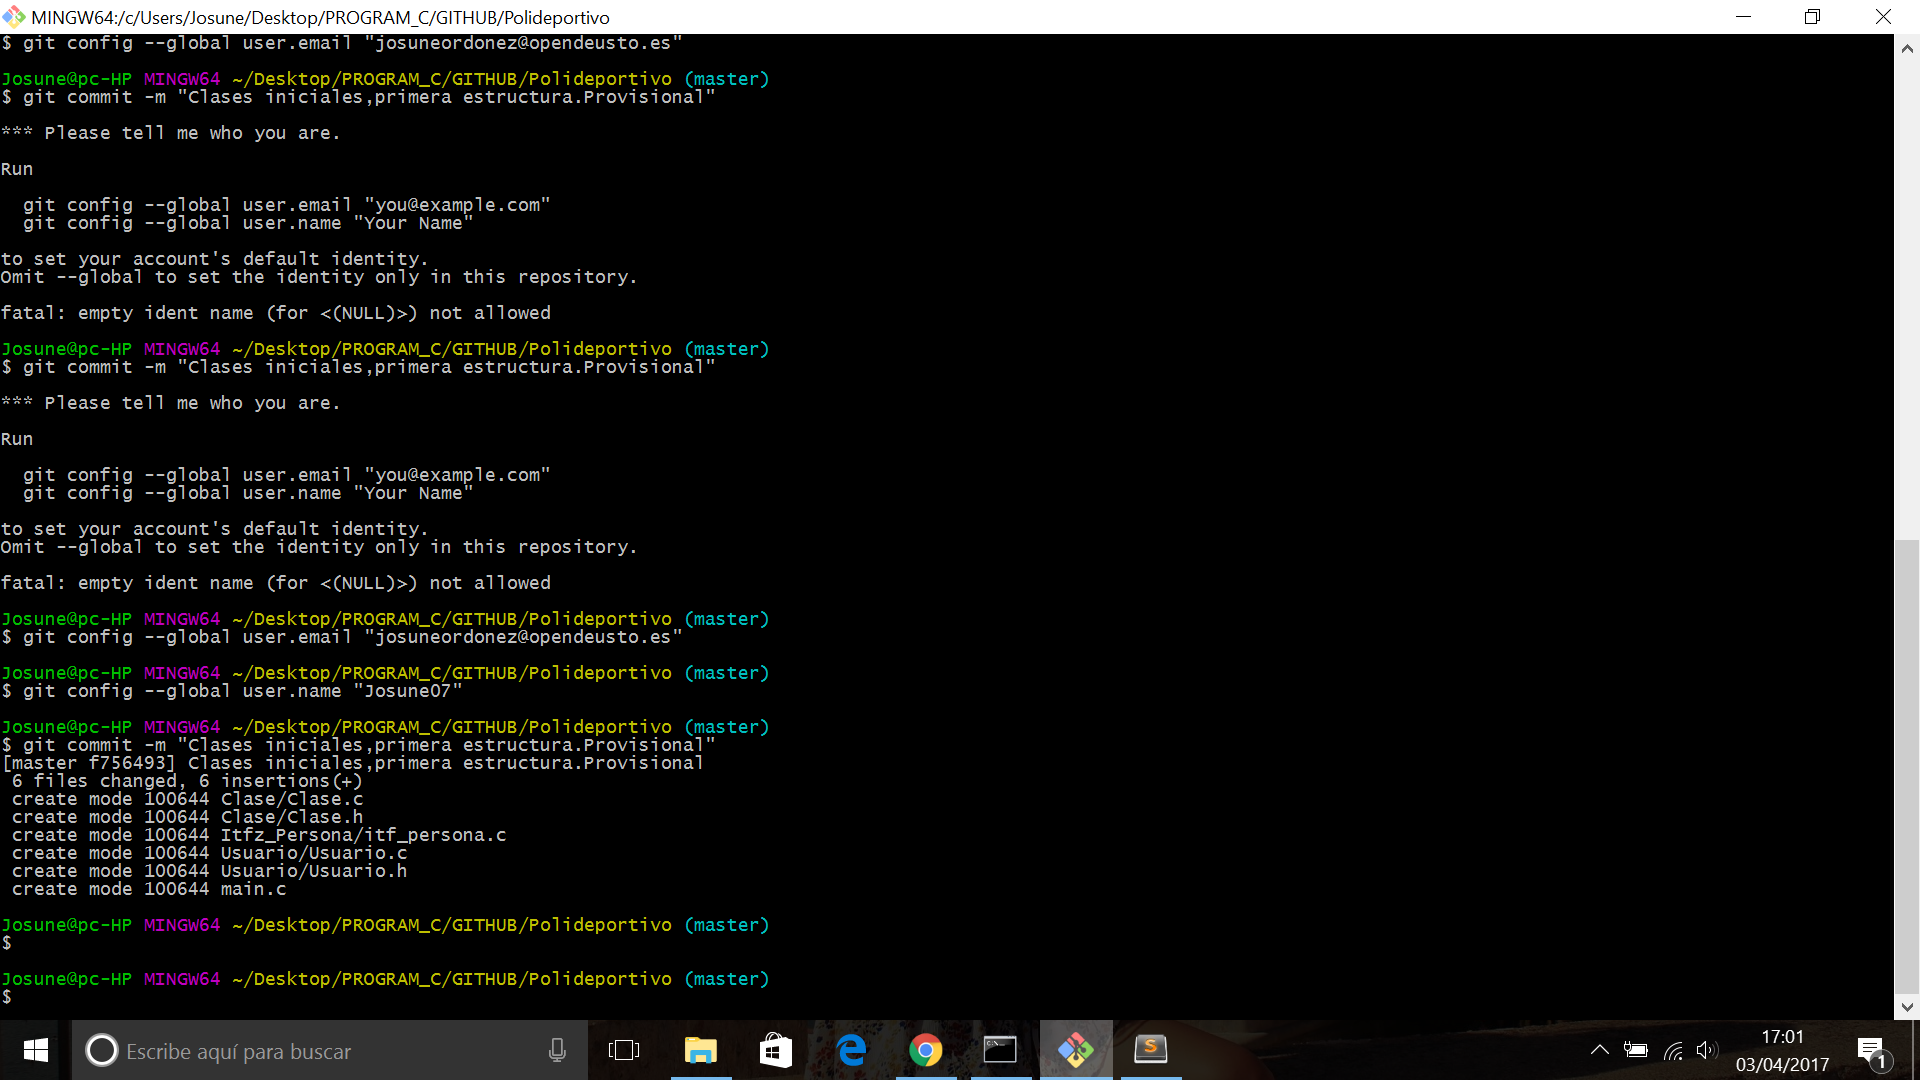 MINGW64:/c/Users/Josune/Desktop/PROGRAM_C/GITHUB/Polideportivo
$ git config --global user.email "josuneordonez@opendeusto.es"
Josune@pc-HP MINGW64 ~/Desktop/PROGRAM_C/GITHUB/Polideportivo (master)
$ git commit -m "Clases iniciales,primera estructura.Provisional"
*** Please tell me who you are.
Run
git config --global user.email "you@example.com"
git config --global user.name "Your Name"
to set your account's default identity.
Omit --global to set the identity only in this repository.
fatal: empty ident name (for <(NULL)>) not allowed
Josune@pc-HP MINGW64 ~/Desktop/PROGRAM_C/GITHUB/Polideportivo (master)
$ git commit -m "Clases iniciales,primera estructura.Provisional"
*** Please tell me who you are.
Run
git config --global user.email "you@example.com"
git config --global user.name "Your Name"
to set your account's default identity.
Omit --global to set the identity only in this repository.
fatal: empty ident name (for <(NULL)>) not allowed
Josune@pc-HP MINGW64 ~/Desktop/PROGRAM_C/GITHUB/Polideportivo (master)
$ git config --global user.email "josuneordonez@opendeusto.es"
Josune@pc-HP MINGW64 ~/Desktop/PROGRAM_C/GITHUB/Polideportivo (master)
$ git config --global user.name "Josune07"
Josune@pc-HP MINGW64 ~/Desktop/PROGRAM_C/GITHUB/Polideportivo (master)
$ git commit -m "Clases iniciales,primera estructura.Provisional"
[master f756493] Clases iniciales,primera estructura.Provisional
6 files changed, 6 insertions(+)
create mode 100644 Clase/Clase.c
create mode 100644 Clase/Clase.h
create mode 100644 Itfz_Persona/itf_persona.c
create mode 100644 Usuario/Usuario.c
create mode 100644 Usuario/Usuario.h
create mode 100644 main.c
Josune@pc-HP MINGW64 ~/Desktop/PROGRAM_C/GITHUB/Polideportivo (master)
$
Josune@pc-HP MINGW64 ~/Desktop/PROGRAM_C/GITHUB/Polideportivo (master)
$
Escribe aquí para buscar
17:01
03/04/2017
1